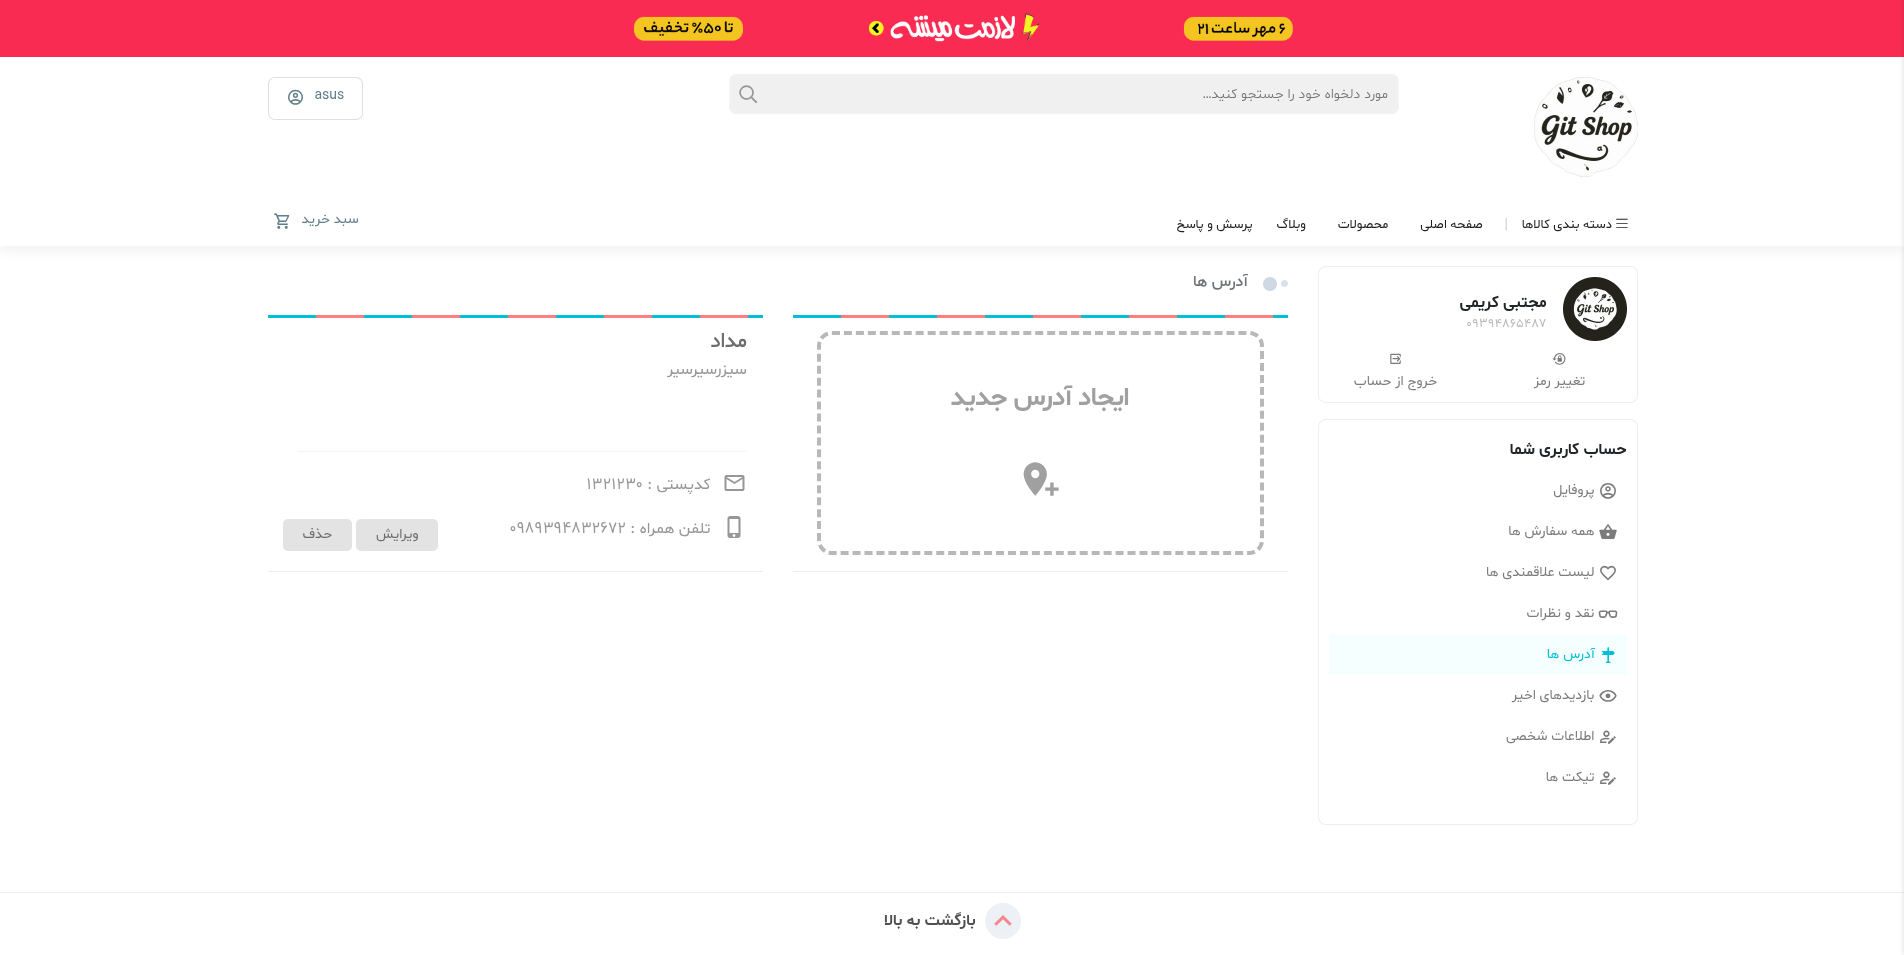 ۶ مهر ساعت ۲۱
لازمت میشه
تا ۵۰% تخفیف
Git Shop
مورد دلخواه خود را جستجو کنید...
asus
دسته بندی کالاها
|
صفحه اصلی
محصولات
وبلاگ
پرسش و پاسخ
سبد خرید
Git Shop
مجتبی کریمی
۰۹۳۹۴۸۶۵۴۸۷
تغییر رمز
خروج از حساب
حساب کاربری شما
پروفایل
همه سفارش ها
لیست علاقمندی ها
نقد و نظرات
آدرس ها
بازدیدهای اخیر
اطلاعات شخصی
تیکت ها
آدرس ها
ایجاد آدرس جدید
مداد
سیزرسیرسیر
کدپستی : ۱۳۲۱۲۳۰
تلفن همراه : ۰۹۸۹۳۹۴۸۳۲۶۷۲
ویرایش
حذف
بازگشت به بالا